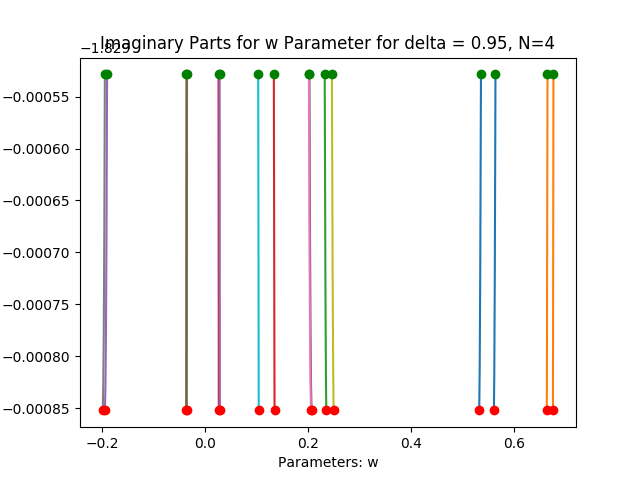 Imaginary Parts for w Parameter for delta = 0.95, N=4
−1.829
−0.00055
−0.00060
−0.00065
−0.00070
−0.00075
−0.00080
−0.00085
−0.2 0.0 0.2 0.4 0.6
Parameters: w